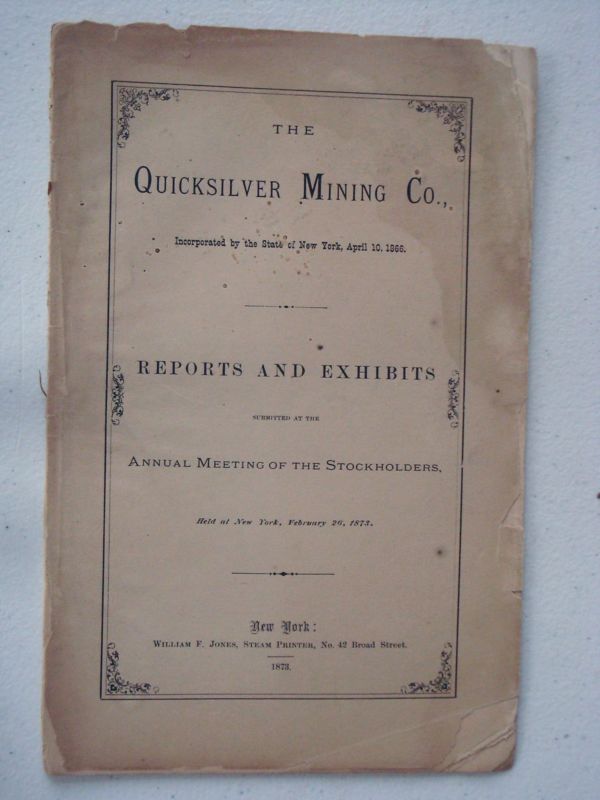 THE
QUICKSILVER MINING CO.,
Incorporated by the State of New York, April 10, 1866.
REPORTS AND EXHIBITS
SUBMITTED AT THE
ANNUAL MEETING OF THE STOCKHOLDERS,
Held at New York, February 26, 1873.
New York:
WILLIAM F. JONES, STEAM PRINTER, No. 42 Broad Street.
1873.